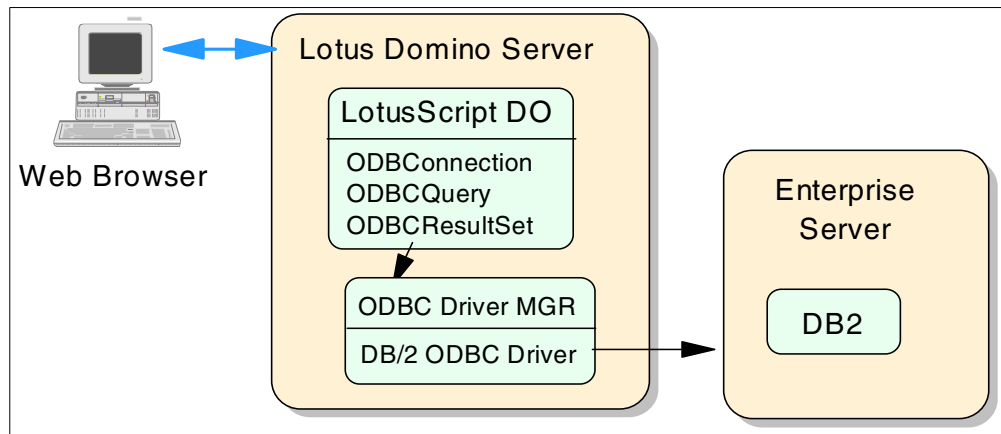 Web Browser
Lotus Domino Server
LotusScript DO
ODBConnection
ODBCQuery
ODBCResultSet
ODBC Driver MGR
DB/2 ODBC Driver
Enterprise
Server
DB2